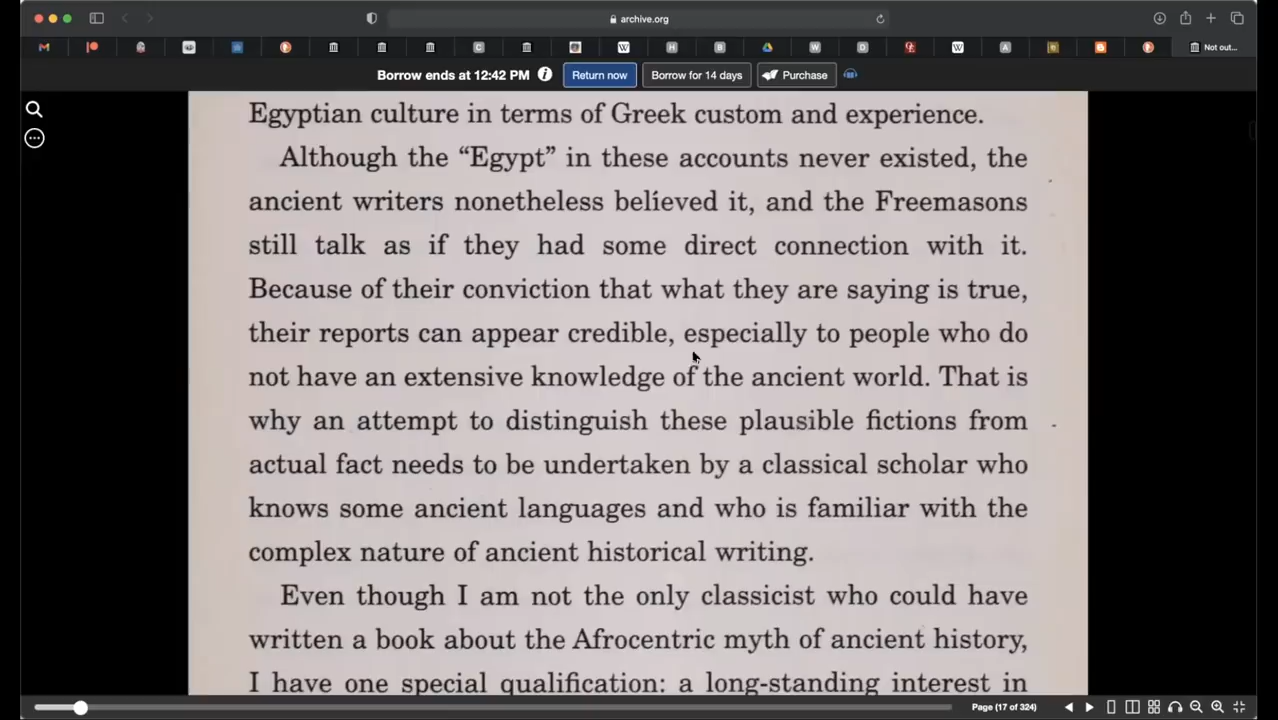 archive.org
Not out...
Borrow ends at 12:42 PM
Return now
Borrow for 14 days
Purchase
Egyptian culture in terms of Greek custom and experience.
Although the “Egypt” in these accounts never existed, the
ancient writers nonetheless believed it, and the Freemasons
still talk as if they had some direct connection with it.
Because of their conviction that what they are saying is true,
their reports can appear credible, especially to people who do
not have an extensive knowledge of the ancient world. That is
why an attempt to distinguish these plausible fictions from
actual fact needs to be undertaken by a classical scholar who
knows some ancient languages and who is familiar with the
complex nature of ancient historical writing.
Even though I am not the only classicist who could have
written a book about the Afrocentric myth of ancient history,
I have one special qualification: a long-standing interest in
Page (17 of 324)